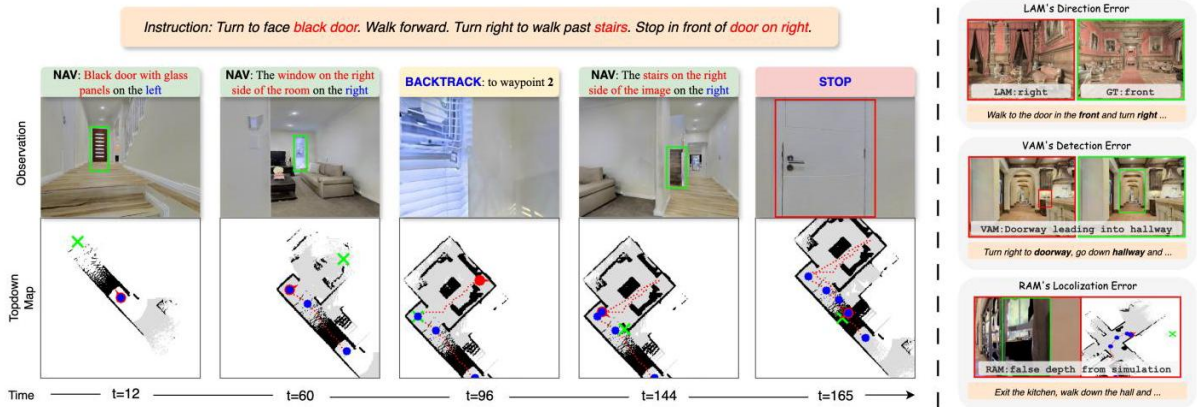 Instruction: Turn to face black door. Walk forward. Turn right to walk past stairs. Stop in front of door on right.
NAV: Black door with glass
panels on the left
NAV: The window on the right
side of the room on the right
BACKTRACK: to waypoint 2
NAV: The stairs on the right
side of the image on the right
STOP
Observation
Topdown
Map
Time
t=12
t=60
t=96
t=144
t=165
LAM's Direction Error
LAM:right
GT:front
Walk to the door in the front and turn right ...
VAM's Detection Error
VAM:Doorway leading into hallway
Turn right to doorway, go down hallway and ...
RAM's Locolization Error
RAM:false depth from simulation
Exit the kitchen, walk down the hall and ...